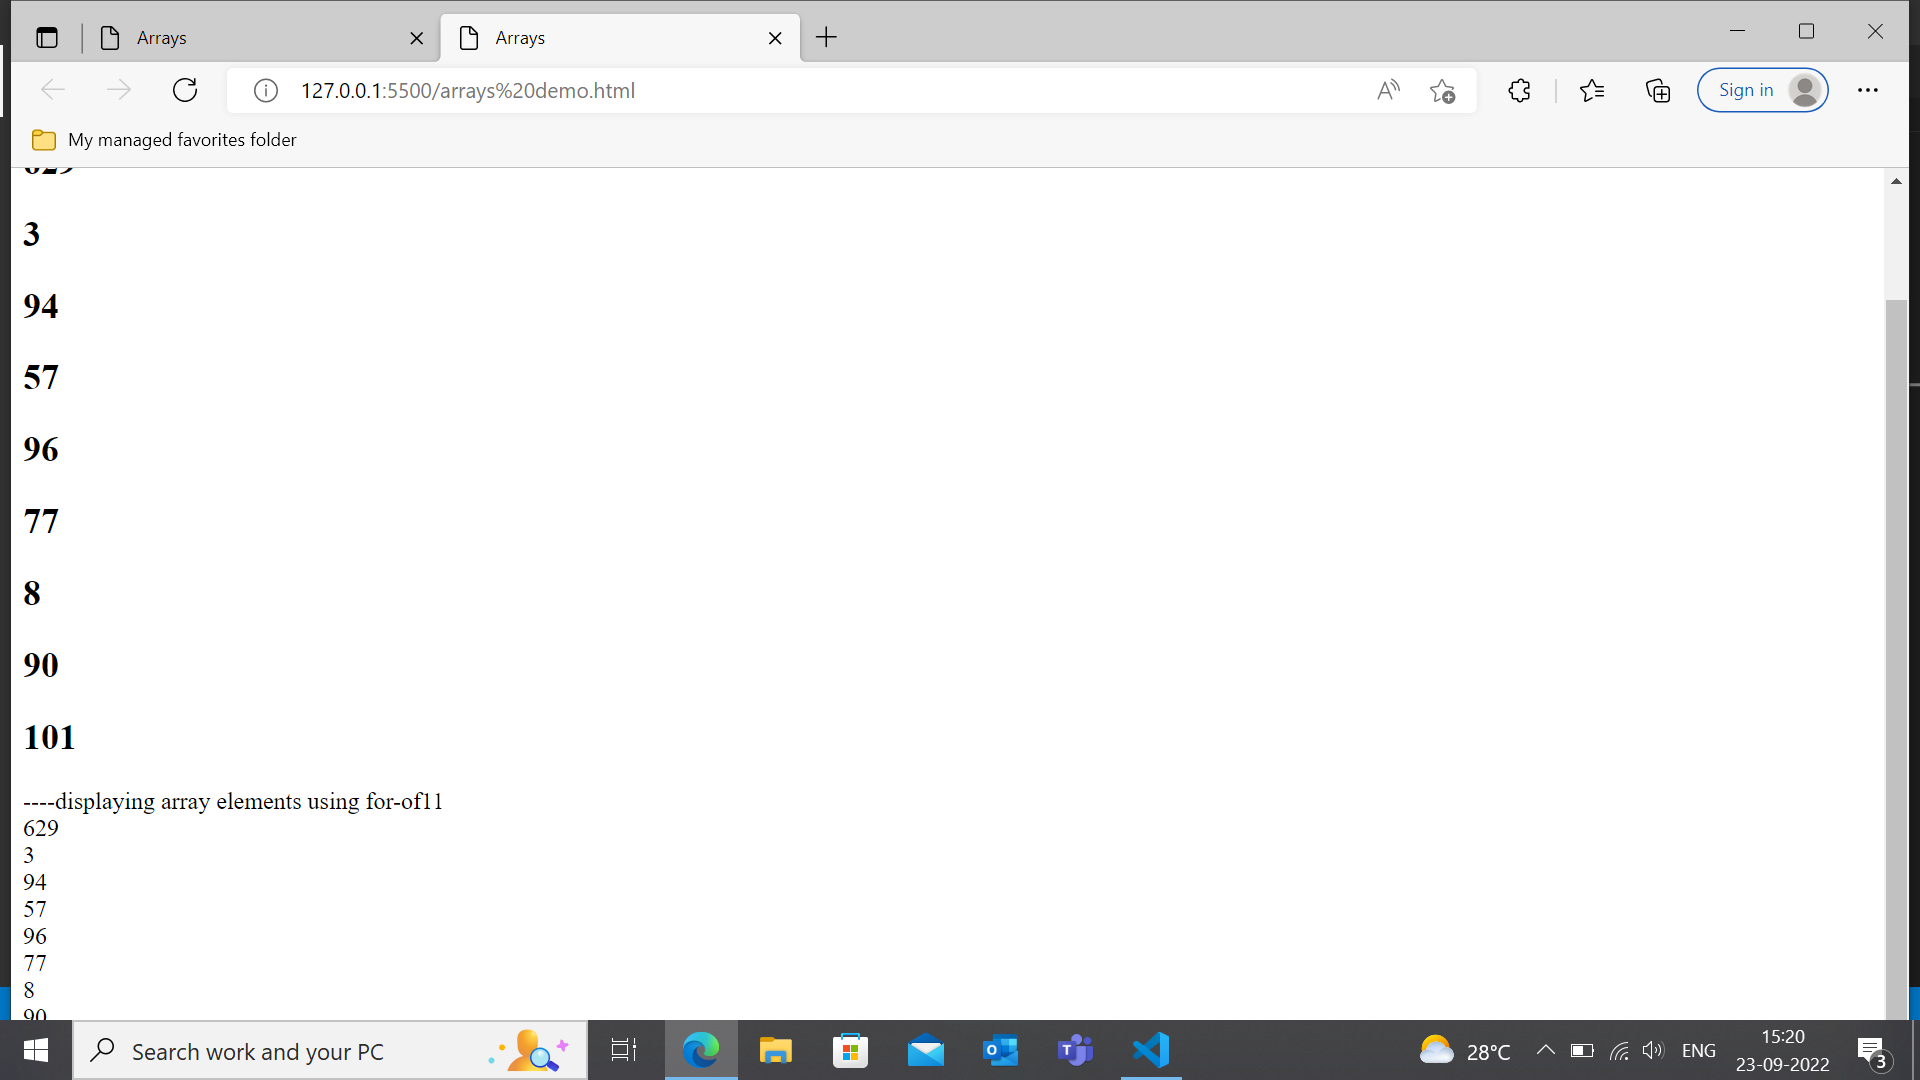 Arrays
Arrays
127.0.0.1:5500/arrays%20demo.html
Sign in
My managed favorites folder
629
3
94
57
96
77
8
90
101
----displaying array elements using for-of11
629
3
94
57
96
77
8
90
Search work and your PC
28°C
ENG
15:20
23-09-2022
3